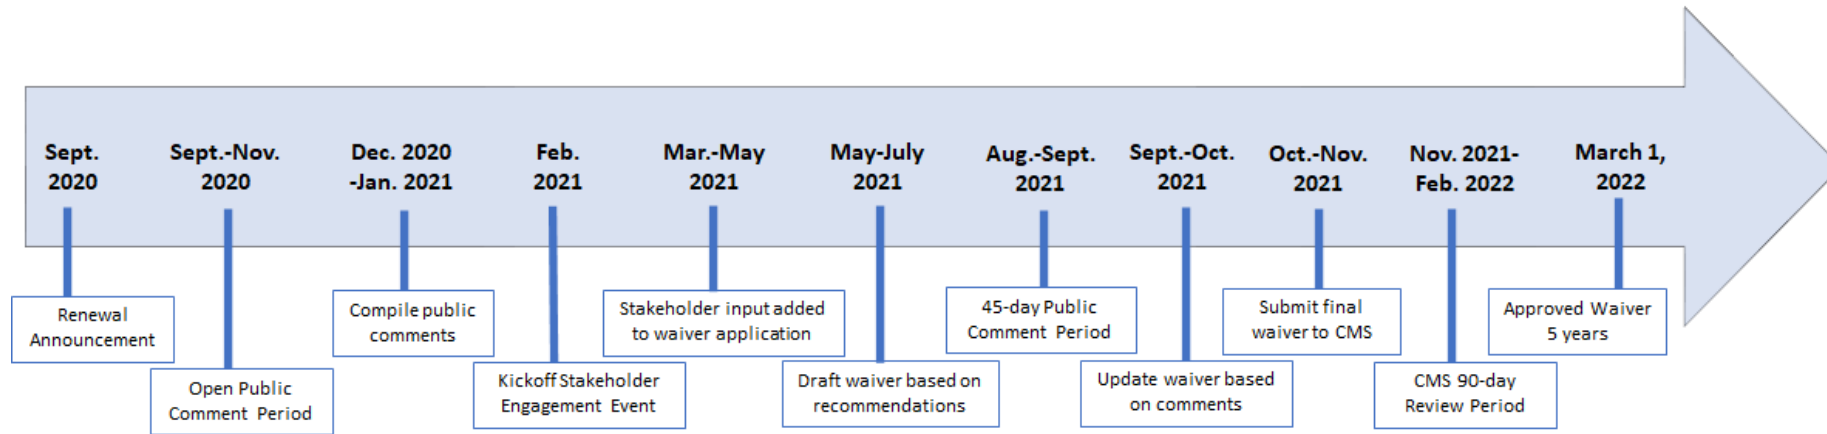 Sept.
2020
Sept.-Nov.
2020
Dec. 2020
-Jan. 2021
Feb.
2021
Mar.-May
2021
May-July
2021
Aug.-Sept.
2021
Sept.-Oct.
2021
Oct.-Nov.
2021
Nov. 2021-
Feb. 2022
March 1,
2022
Renewal
Announcement
Open Public
Comment Period
Compile public
comments
Kickoff Stakeholder
Engagement Event
Stakeholder input added
to waiver application
Draft waiver based on
recommendations
45-day Public
Comment Period
Update waiver based
on comments
Submit final
waiver to CMS
CMS 90-day
Review Period
Approved Waiver
5 years